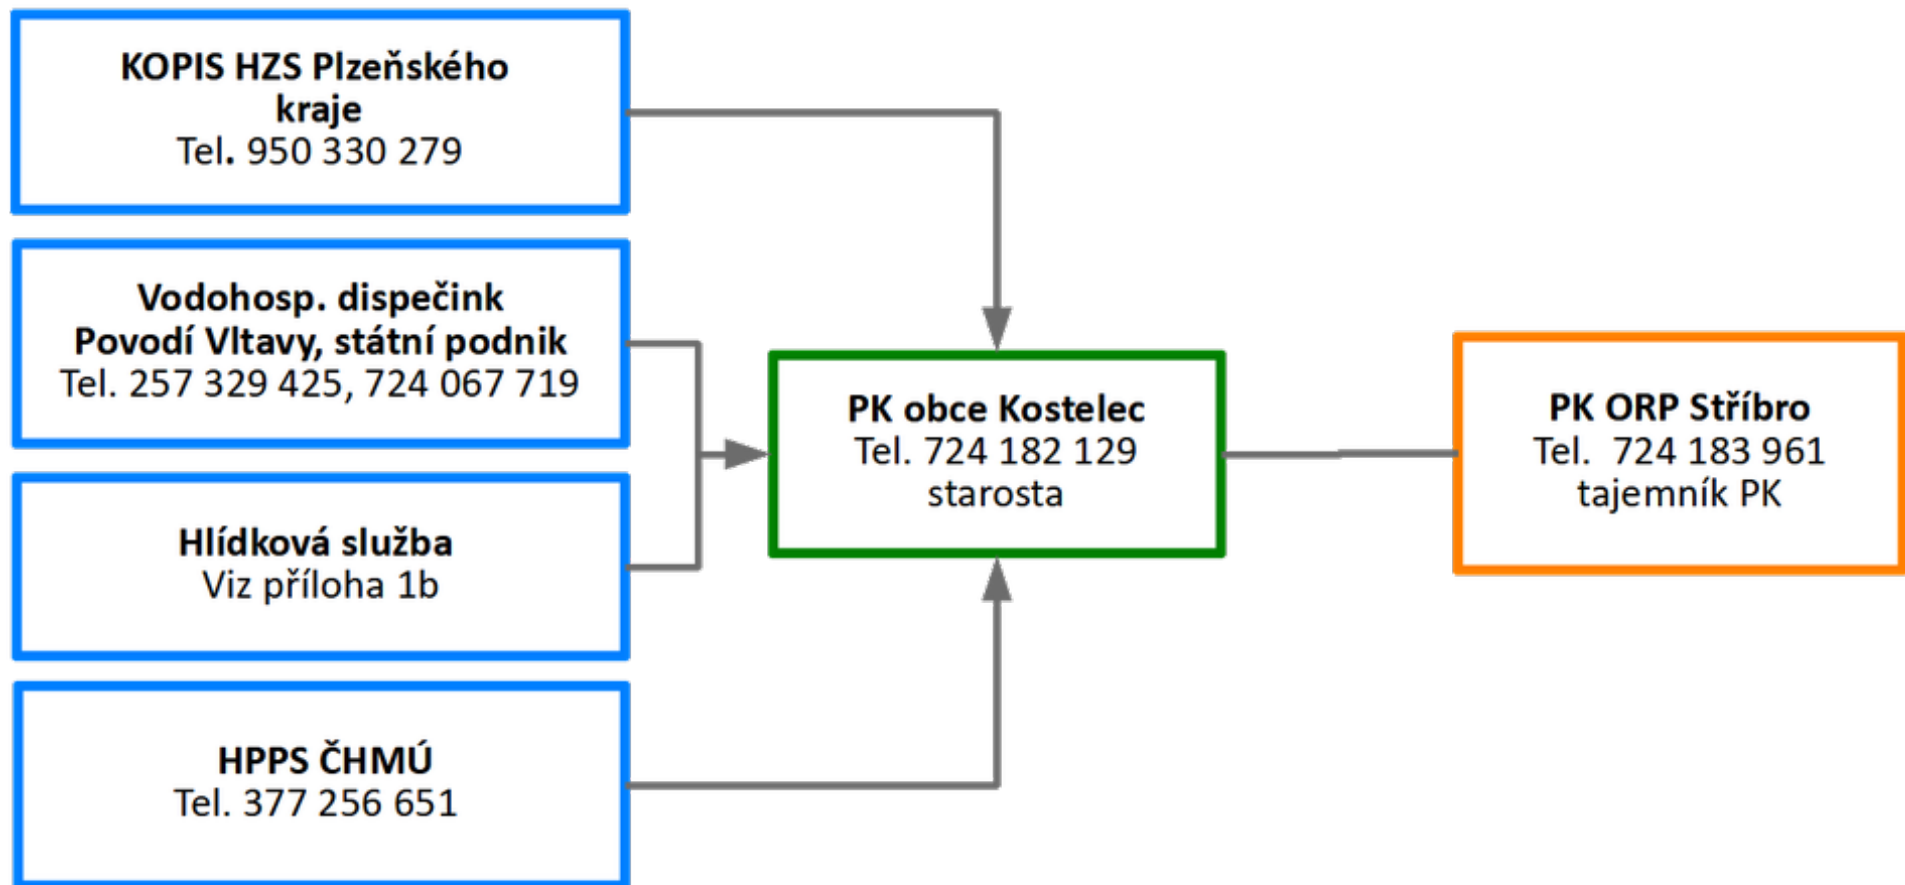 KOPIS HZS Plzeňského
kraje
Tel. 950 330 279
Vodohosp. dispečink
Povodí Vltavy, státní podnik
Tel. 257 329 425, 724 067 719
Hlídková služba
Viz příloha 1b
HPPS ČHMÚ
Tel. 377 256 651
PK obce Kostelec
Tel. 724 182 129
starosta
PK ORP Stříbro
Tel. 724 183 961
tajemník PK